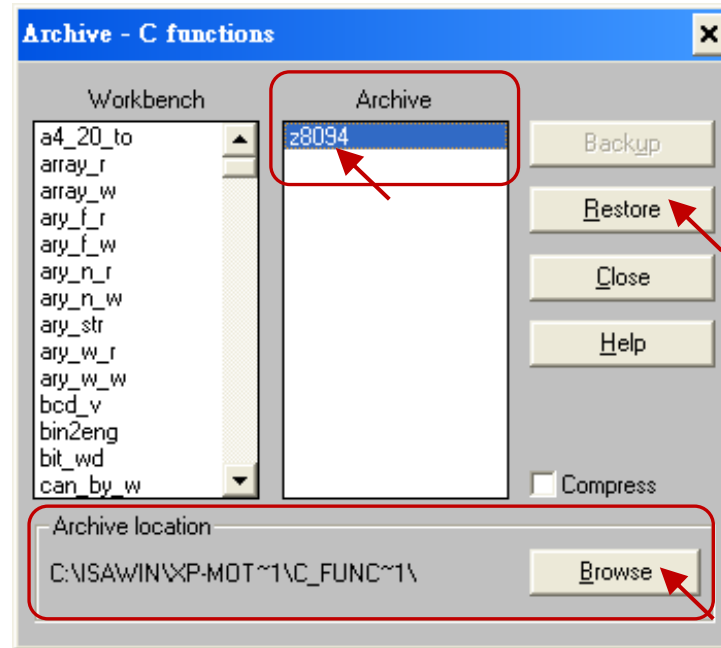 Archive - C functions
Workbench
Archive
a4_20_to
array_r
array_w
ary_f_r
ary_f_w
ary_n_r
ary_n_w
ary_str
ary_w_r
ary_w_w
bcd_v
bin2eng
bit_wd
can_by_w
z8094
Backup
Restore
Close
Help
Compress
Archive location
C:\ISAWIN\XP-MOT~1\C_FUNC~1\
Browse